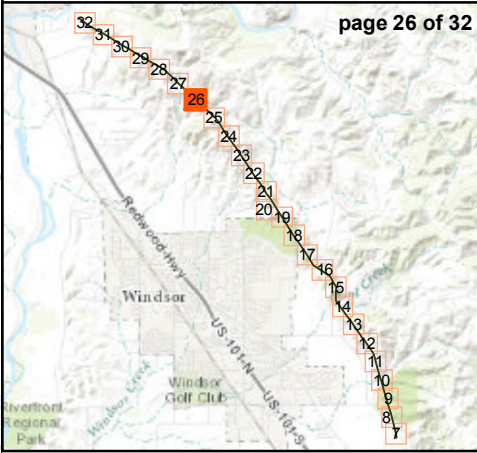 page 26 of 32
32
31
30
29
28
27
26
25
24
23
22
21
20
19
18
17
16
15
14
13
12
11
10
9
8
7
Redwood-Hwy
Windsor
US-101-N
Creek
Windsor
Golf Club
US-101-S
Windsor Creek
Riverfront
Regional
Park